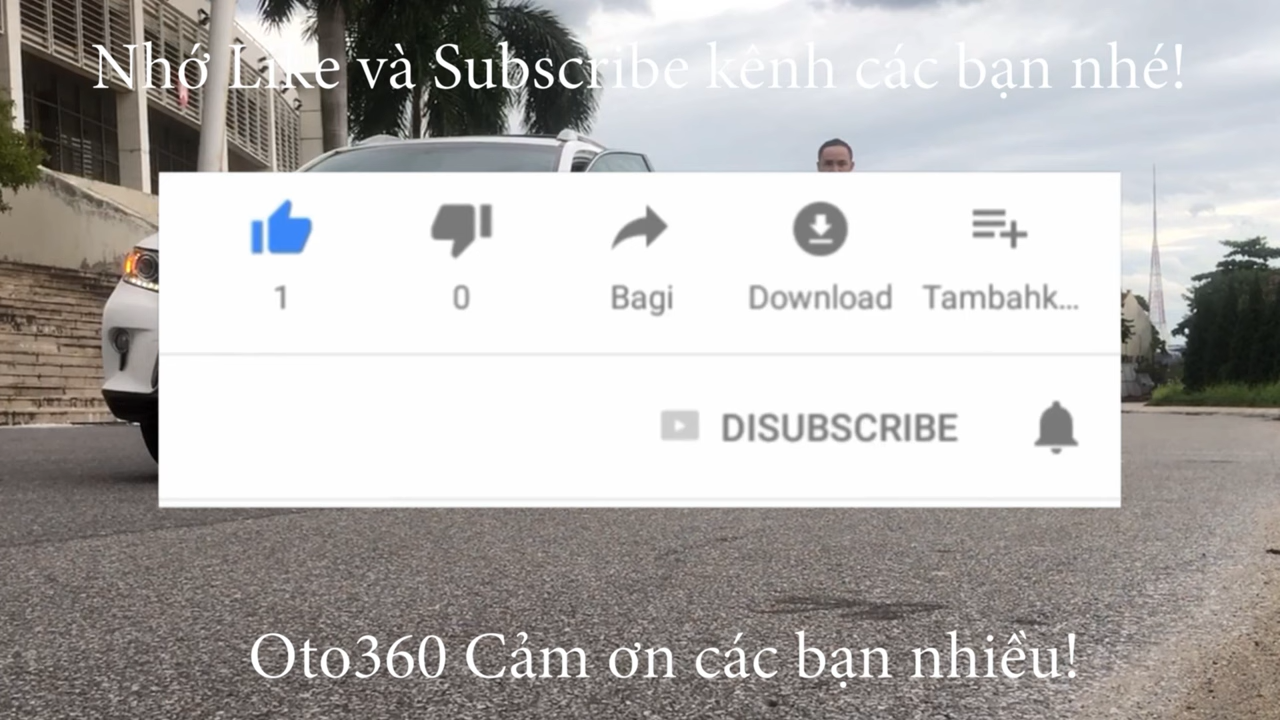 Nhớ Like và Subscribe kênh các bạn nhé!
1 0 Bagi Download Tambahk...
DISUBSCRIBE
Oto360 Cảm ơn các bạn nhiều!